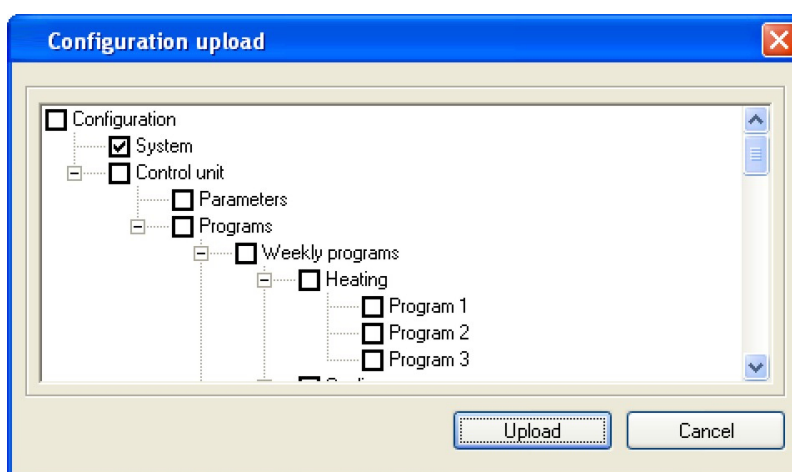 Configuration upload
Configuration
System
Control unit
Parameters
Programs
Weekly programs
Heating
Program 1
Program 2
Program 3
Upload
Cancel